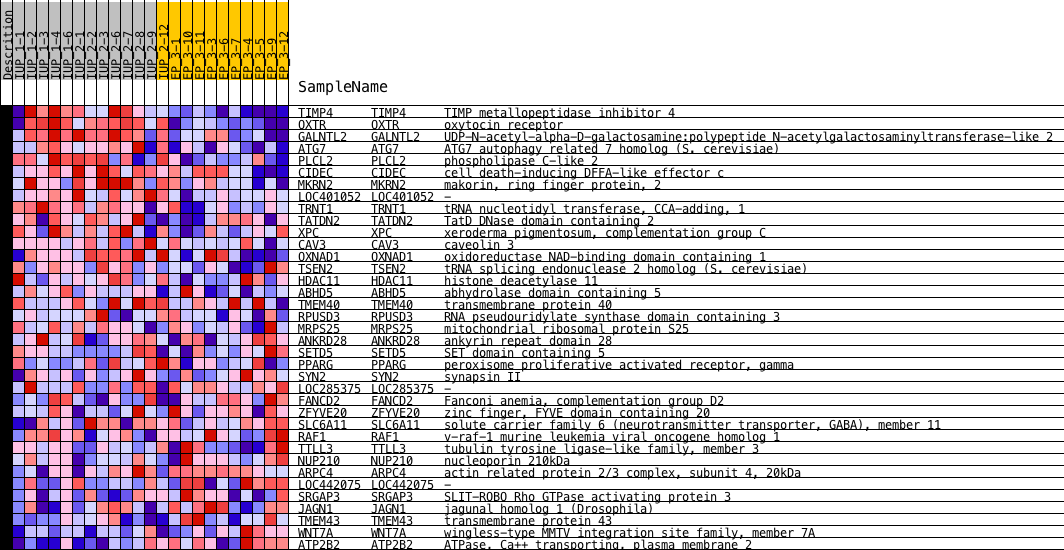 Descrition
IUP_1-1
IUP_1-2
IUP_1-3
IUP_1-4
IUP_1-6
IUP_2-1
IUP_2-2
IUP_2-3
IUP_2-6
IUP_2-7
IUP_2-8
IUP_2-9
IUP_2-12
EP_3-1
EP_3-10
EP_3-11
EP_3-3
EP_3-6
EP_3-7
EP_3-4
EP_3-5
EP_3-9
EP_3-12
SampleName
TIMP4 TIMP4 TIMP metallopeptidase inhibitor 4
OXTR OXTR oxytocin receptor
GALNTL2 GALNTL2 UDP-N-acetyl-alpha-D-galactosamine:polypeptide N-acetylgalactosaminyltransferase-like 2
ATG7 ATG7 ATG7 autophagy related 7 homolog (S. cerevisiae)
PLCL2 PLCL2 phospholipase C-like 2
CIDEC CIDEC cell death-inducing DFFA-like effector c
MKRN2 MKRN2 makorin, ring finger protein, 2
LOC401052 LOC401052 -
TRNT1 TRNT1 tRNA nucleotidyl transferase, CCA-adding, 1
TATDN2 TATDN2 TatD DNase domain containing 2
XPC XPC xeroderma pigmentosum, complementation group C
CAV3 CAV3 caveolin 3
OXNAD1 OXNAD1 oxidoreductase NAD-binding domain containing 1
TSEN2 TSEN2 tRNA splicing endonuclease 2 homolog (S. cerevisiae)
HDAC11 HDAC11 histone deacetylase 11
ABHD5 ABHD5 abhydrolase domain containing 5
TMEM40 TMEM40 transmembrane protein 40
RPUSD3 RPUSD3 RNA pseudouridylate synthase domain containing 3
MRPS25 MRPS25 mitochondrial ribosomal protein S25
ANKRD28 ANKRD28 ankyrin repeat domain 28
SETD5 SETD5 SET domain containing 5
PPARG PPARG peroxisome proliferative activated receptor, gamma
SYN2 SYN2 synapsin II
LOC285375 LOC285375 -
FANCD2 FANCD2 Fanconi anemia, complementation group D2
ZFYVE20 ZFYVE20 zinc finger, FYVE domain containing 20
SLC6A11 SLC6A11 solute carrier family 6 (neurotransmitter transporter, GABA), member 11
RAF1 RAF1 v-raf-1 murine leukemia viral oncogene homolog 1
TTLL3 TTLL3 tubulin tyrosine ligase-like family, member 3
NUP210 NUP210 nucleoporin 210kDa
ARPC4 ARPC4 actin related protein 2/3 complex, subunit 4, 20kDa
LOC442075 LOC442075 -
SRGAP3 SRGAP3 SLIT-ROBO Rho GTPase activating protein 3
JAGN1 JAGN1 jagunal homolog 1 (Drosophila)
TMEM43 TMEM43 transmembrane protein 43
WNT7A WNT7A wingless-type MMTV integration site family, member 7A
ATP2B2 ATP2B2 ATPase, Ca++ transporting, plasma membrane 2